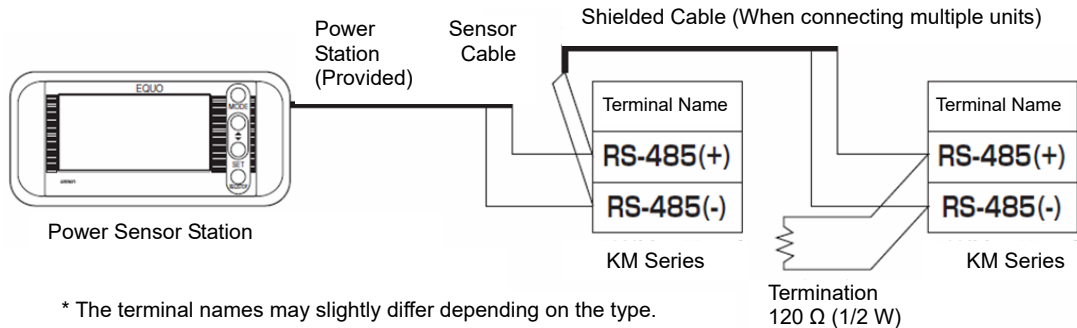 Shielded Cable (When connecting multiple units)
Power Sensor
Station Cable
(Provided)
EQUO
MODE
SET
Power Sensor Station
Terminal Name
RS-485(+)
RS-485(-)
KM Series
Terminal Name
RS-485(+)
RS-485(-)
KM Series
Termination
120 Ω (1/2 W)
* The terminal names may slightly differ depending on the type.